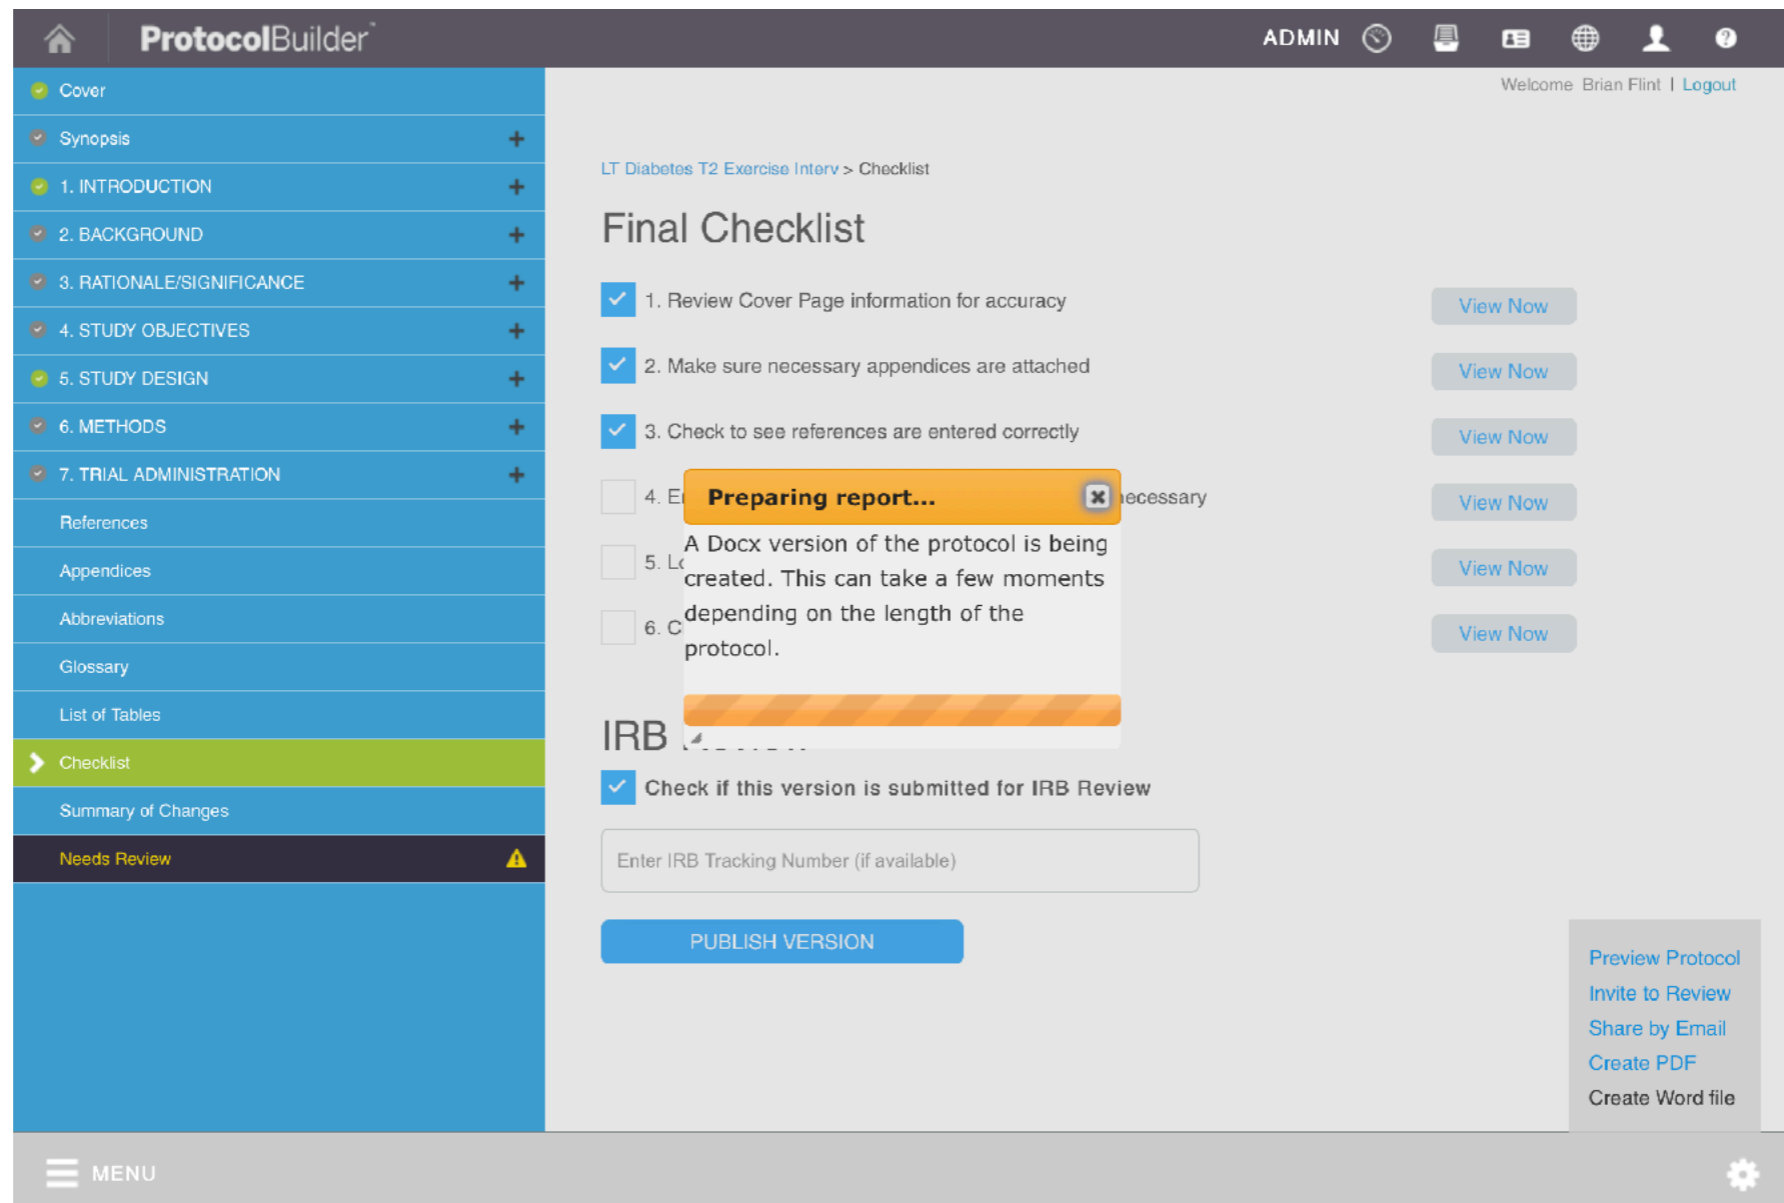 ProtocolBuilder
ADMIN
Welcome Brian Flint | Logout
Cover
Synopsis
1. INTRODUCTION
2. BACKGROUND
3. RATIONALE/SIGNIFICANCE
4. STUDY OBJECTIVES
5. STUDY DESIGN
6. METHODS
7. TRIAL ADMINISTRATION
References
Appendices
Abbreviations
Glossary
List of Tables
Checklist
Summary of Changes
Needs Review
LT Diabetes T2 Exercise Interv > Checklist
Final Checklist
1. Review Cover Page information for accuracy
View Now
2. Make sure necessary appendices are attached
View Now
3. Check to see references are entered correctly
View Now
4.
View Now
5.
View Now
6.
View Now
Preparing report...
A Docx version of the protocol is being
created. This can take a few moments
depending on the length of the
protocol.
IRB
Check if this version is submitted for IRB Review
Enter IRB Tracking Number (if available)
PUBLISH VERSION
Preview Protocol
Invite to Review
Share by Email
Create PDF
Create Word file
MENU